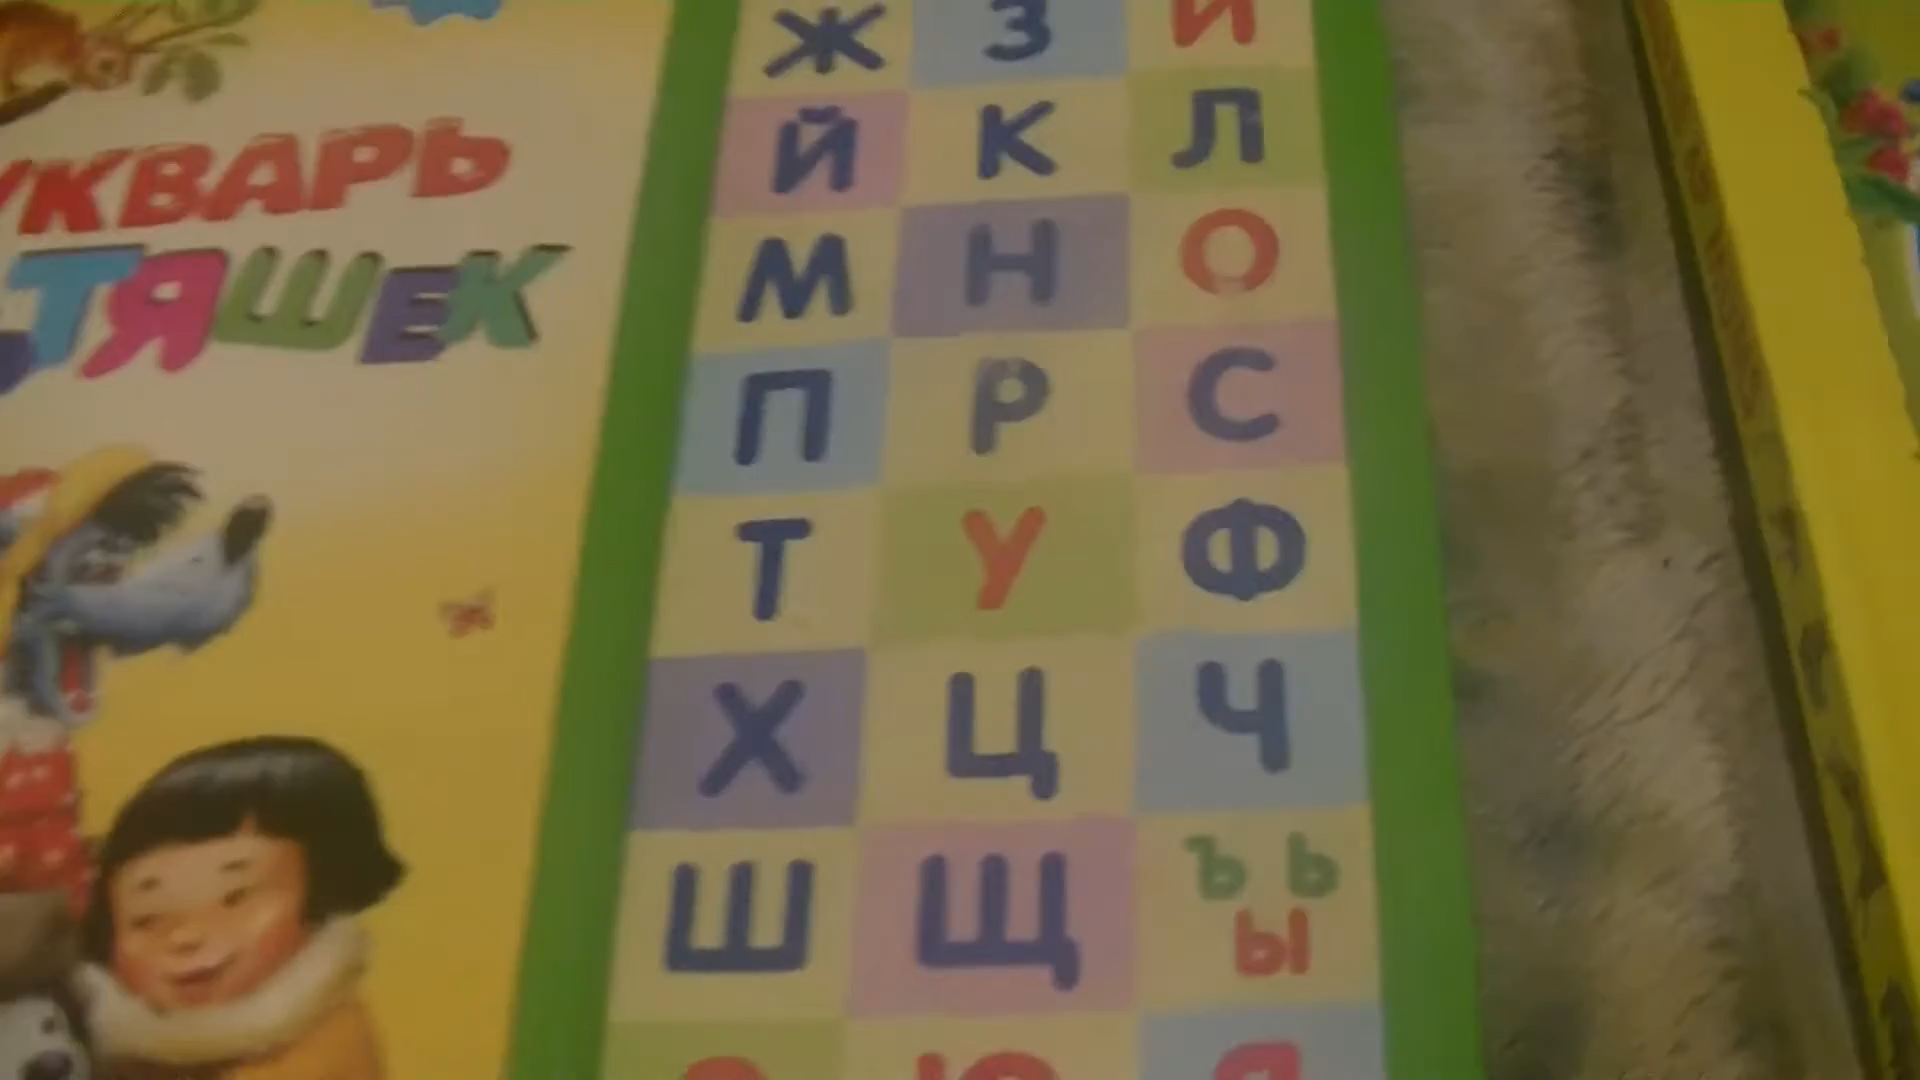 УКВАРЬ
ТЯШЕК
Ж З И
Й К Л
М Н О
П Р С
Т У Ф
Х Ц Ч
Ш Щ Ъ Ь
Ы
Э Ю Я